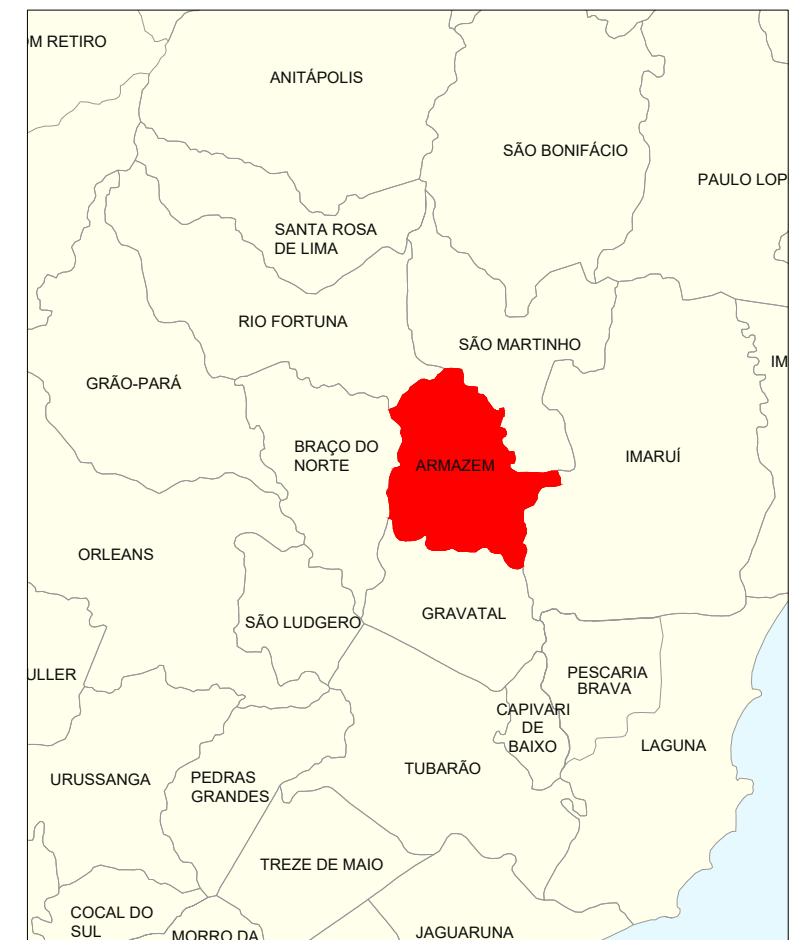 M RETIRO
ANITÁPOLIS
SÃO BONIFÁCIO
PAULO LOP
SANTA ROSA
DE LIMA
RIO FORTUNA
SÃO MARTINHO
IM
GRÃO-PARÁ
BRAÇO DO
NORTE
ARMAZEM
IMARUÍ
ORLEANS
GRAVATAL
SÃO LUDGERO
PESCARIA
BRAVA
ULLER
CAPIVARI
DE
BAIXO
LAGUNA
TUBARÃO
URUSSANGA
PEDRAS
GRANDES
TREZE DE MAIO
COCAL DO
SUL
MORRO DA
JAGUARUNA